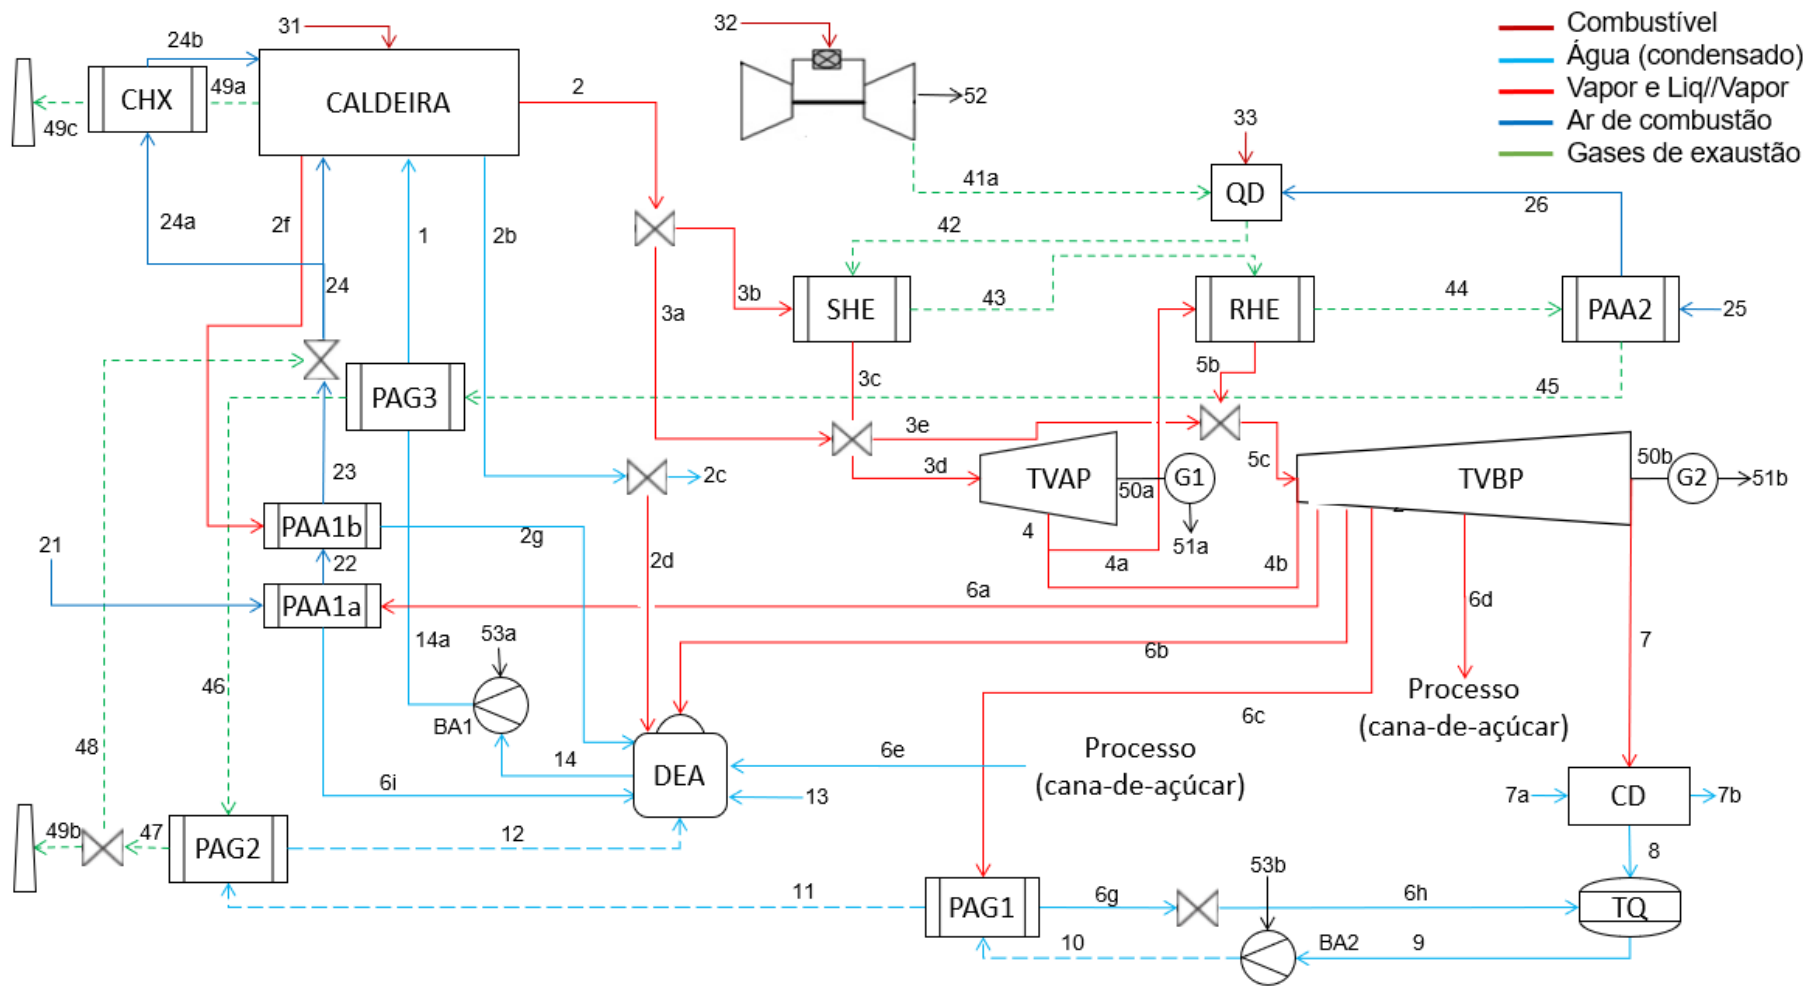 31
32
Combustível
Água (condensado)
Vapor e Liq//Vapor
Ar de combustão
Gases de exaustão
24b
CHX
49a
49c
CALDEIRA
2
52
33
41a
QD
26
24a
2f
1
2b
42
24
3b
SHE
43
RHE
44
PAA2
25
3a
3c
5b
45
48
PAG3
3e
23
2c
3d
TVAP
50a
G1
51a
5c
TVBP
50b
G2
51b
PAA1b
2g
21
22
2d
4
4a
4b
PAA1a
6a
6d
14a
53a
6b
7
46
BA1
6c
Processo
(cana-de-açúcar)
14
DEA
6e
Processo
(cana-de-açúcar)
6i
13
7a
CD
7b
49b
47
PAG2
12
8
53b
11
PAG1
6g
6h
TQ
10
BA2
9